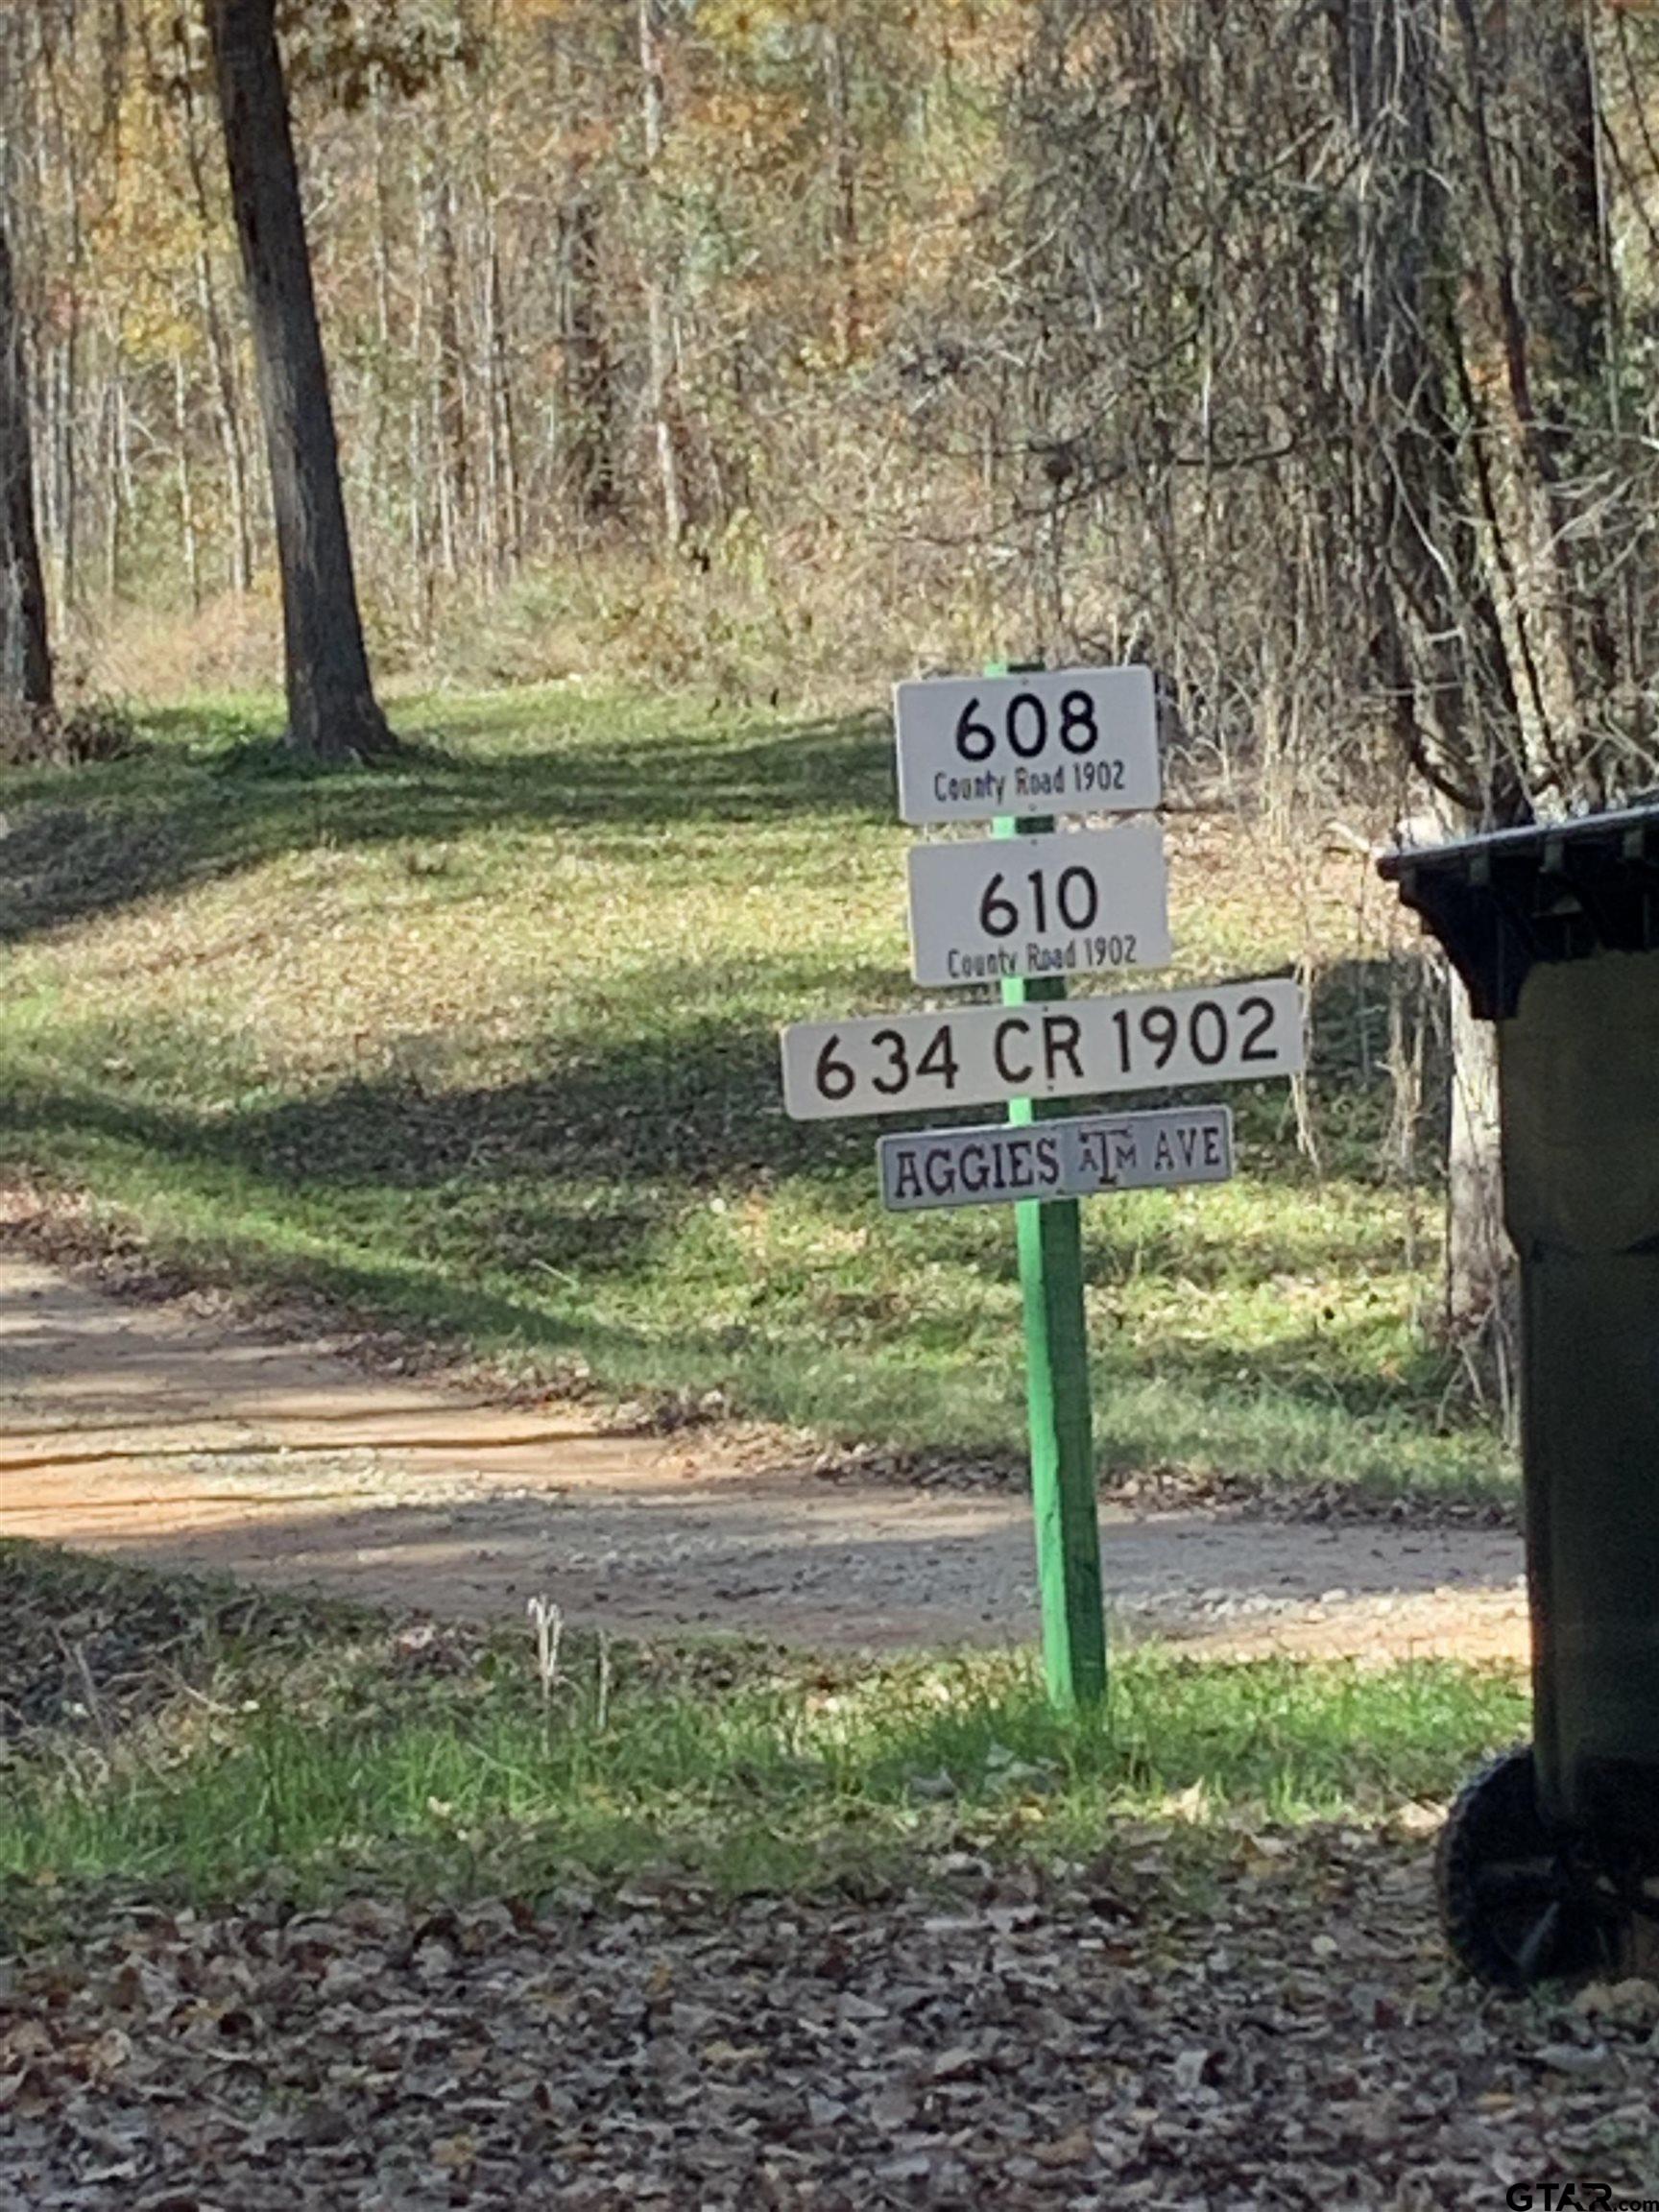 608
County Road 1902
610
County Road 1902
634 CR 1902
AGGIES ATM AVE
GTAR.com